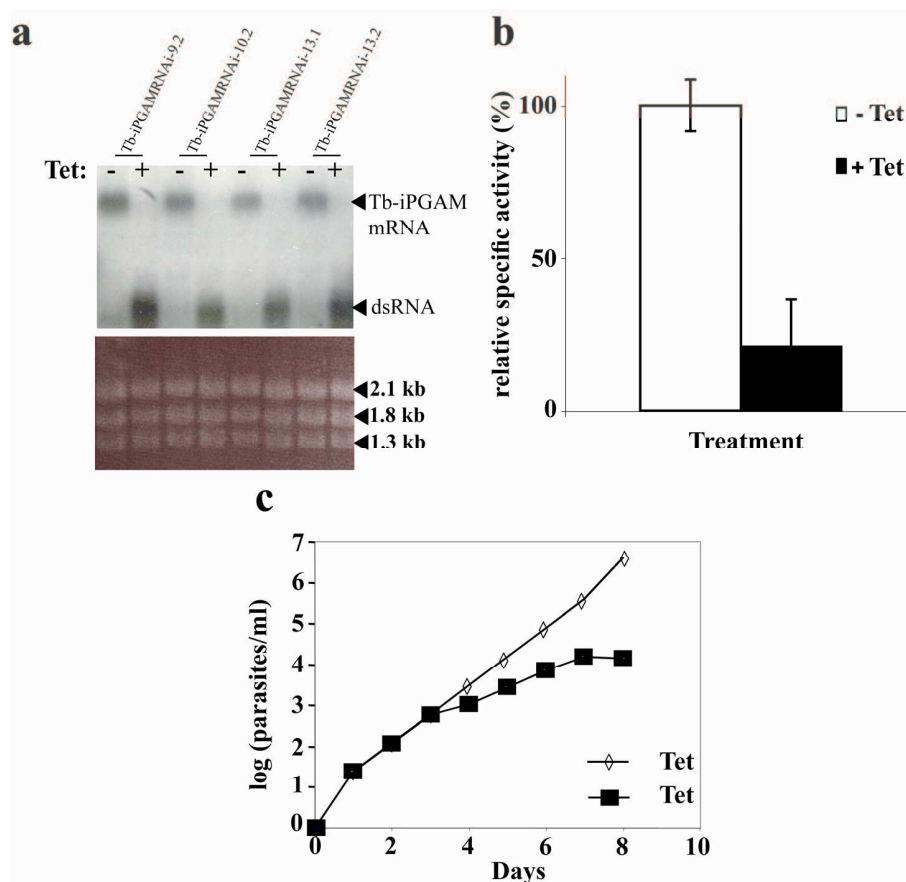 a
Tb-iPGAMRNAi-9.2
Tb-iPGAMRNAi-10.2
Tb-iPGAMRNAi-13.1
Tb-iPGAMRNAi-13.2
Tet: - + - + - + - +
Tb-iPGAM
mRNA
dsRNA
2.1 kb
1.8 kb
1.3 kb
b
relative specific activity (%)
100
50
0
- Tet
+ Tet
Treatment
c
log (parasites/ml)
7
6
5
4
3
2
1
0
0 2 4 6 8 10
Days
Tet
Tet